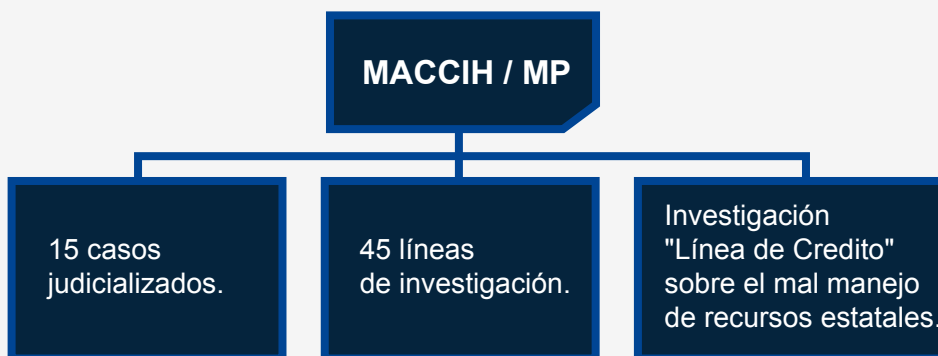 MACCIH / MP
15 casos
judicializados.
45 líneas
de investigación.
Investigación
"Línea de Credito"
sobre el mal manejo
de recursos estatales.